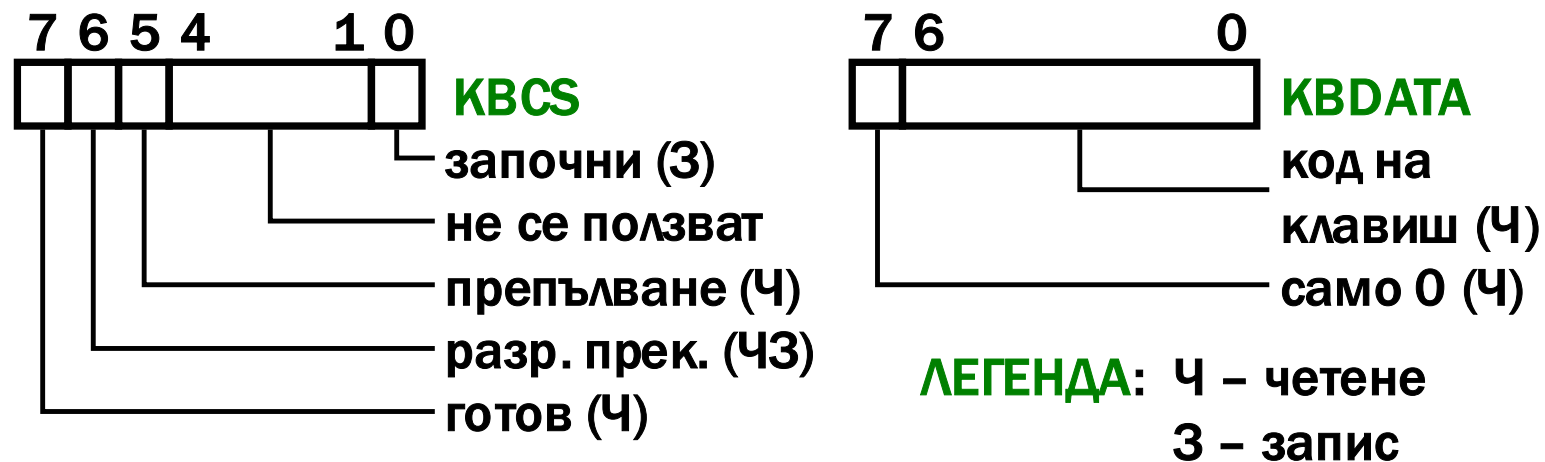 7 6 5 4 1 0
KBCS
започни (З)
не се ползват
препълване (Ч)
разр. прек. (ЧЗ)
готов (Ч)
7 6 0
KBDATA
код на
клавиш (Ч)
само 0 (Ч)
ЛЕГЕНДА: Ч – четене
З – запис